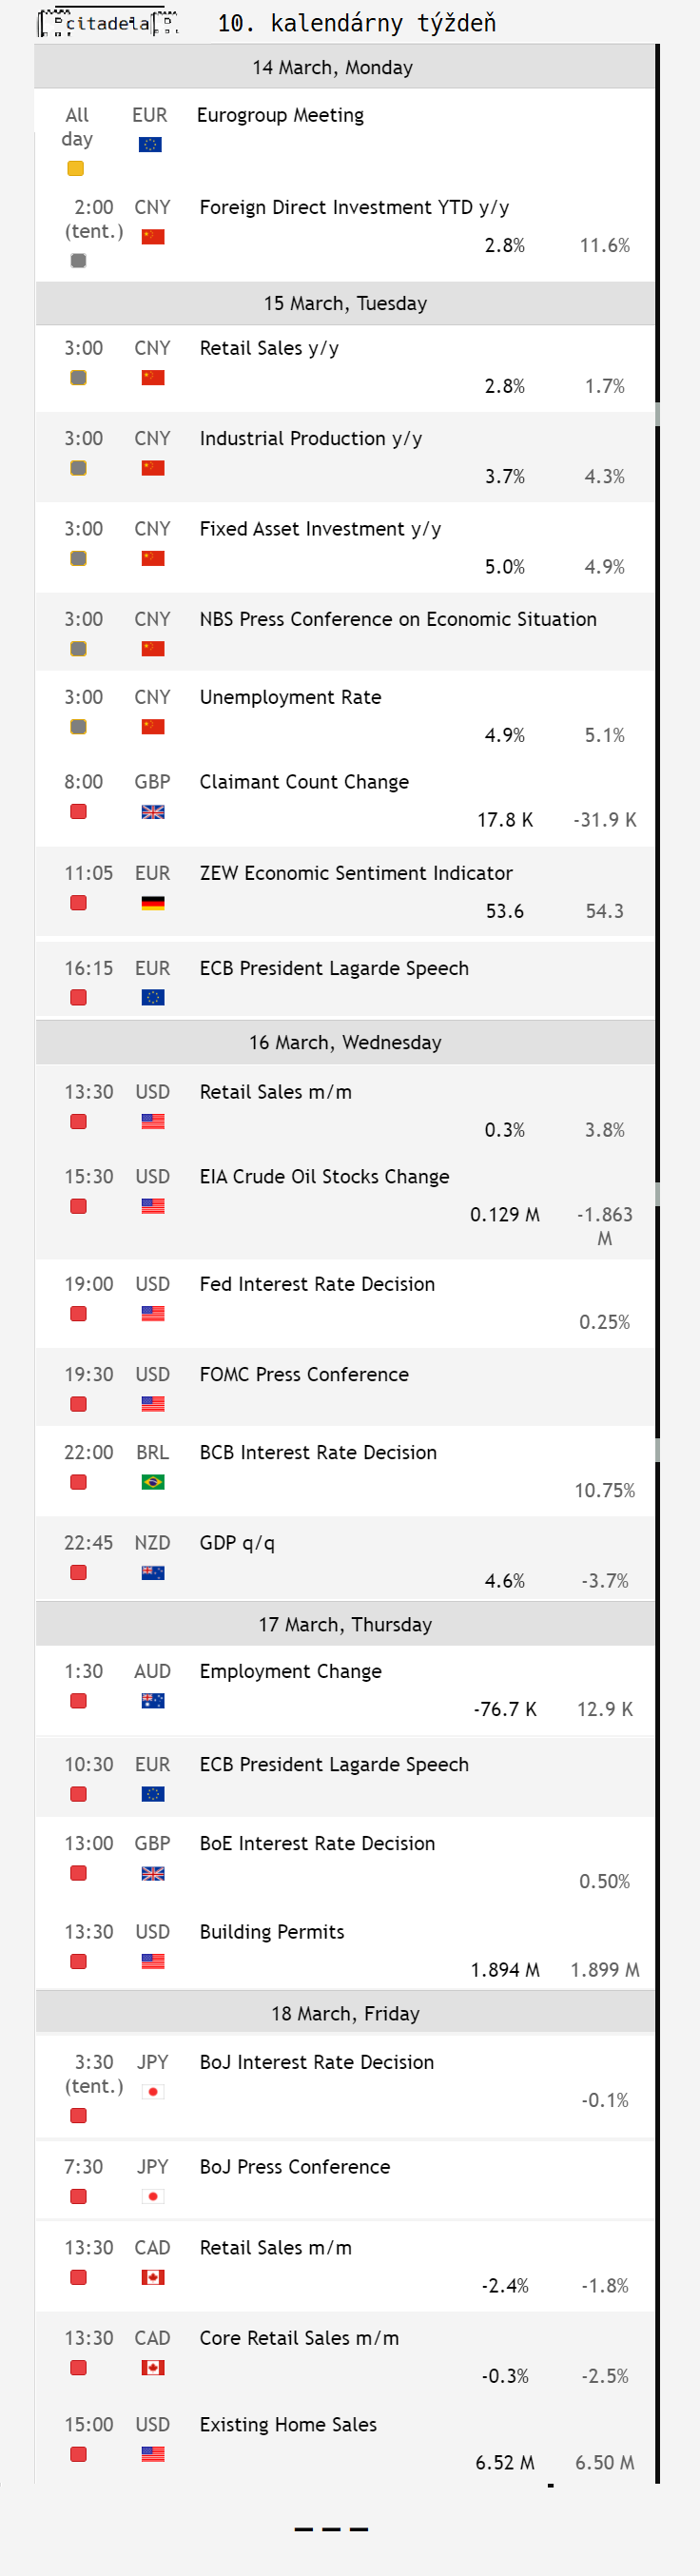 citadela 10. kalendárny týždeň
14 March, Monday
All EUR Eurogroup Meeting
day
2:00 CNY Foreign Direct Investment YTD y/y
(tent.)
2.8% 11.6%
15 March, Tuesday
3:00 CNY Retail Sales y/y
2.8% 1.7%
3:00 CNY Industrial Production y/y
3.7% 4.3%
3:00 CNY Fixed Asset Investment y/y
5.0% 4.9%
3:00 CNY NBS Press Conference on Economic Situation
3:00 CNY Unemployment Rate
4.9% 5.1%
8:00 GBP Claimant Count Change
17.8 K -31.9 K
11:05 EUR ZEW Economic Sentiment Indicator
53.6 54.3
16:15 EUR ECB President Lagarde Speech
16 March, Wednesday
13:30 USD Retail Sales m/m
0.3% 3.8%
15:30 USD EIA Crude Oil Stocks Change
0.129 M -1.863
M
19:00 USD Fed Interest Rate Decision
0.25%
19:30 USD FOMC Press Conference
22:00 BRL BCB Interest Rate Decision
10.75%
22:45 NZD GDP q/q
4.6% -3.7%
17 March, Thursday
1:30 AUD Employment Change
-76.7 K 12.9 K
10:30 EUR ECB President Lagarde Speech
13:00 GBP BoE Interest Rate Decision
0.50%
13:30 USD Building Permits
1.894 M 1.899 M
18 March, Friday
3:30 JPY BoJ Interest Rate Decision
(tent.)
-0.1%
7:30 JPY BoJ Press Conference
13:30 CAD Retail Sales m/m
-2.4% -1.8%
13:30 CAD Core Retail Sales m/m
-0.3% -2.5%
15:00 USD Existing Home Sales
6.52 M 6.50 M